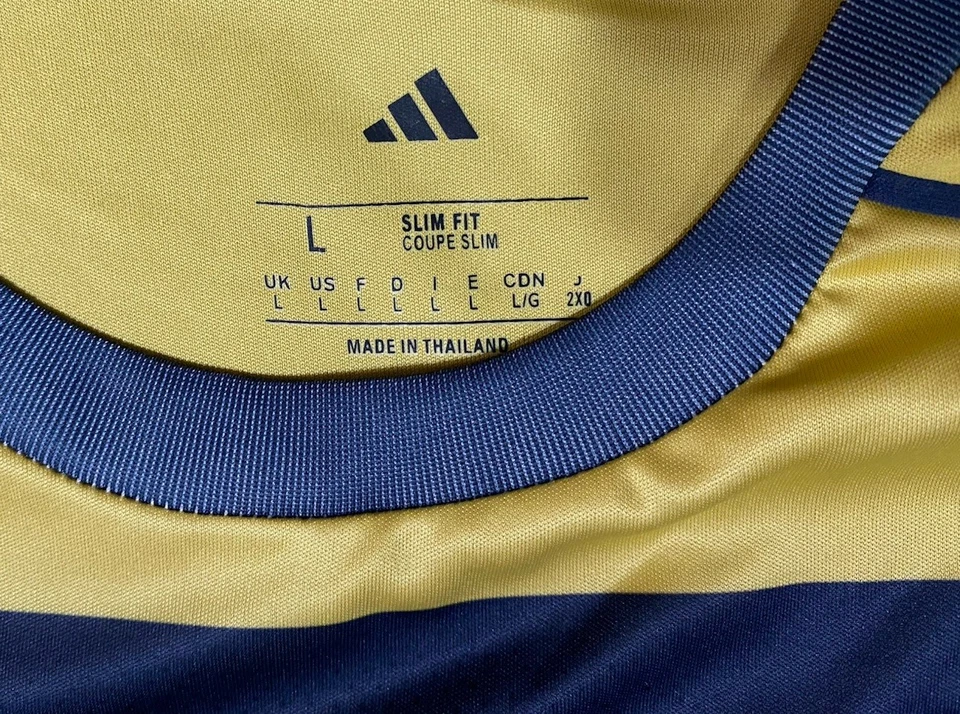 L SLIM FIT
COUPE SLIM
UK US F D I E CDN J
L L L L L L L/G 2XO
MADE IN THAILAND